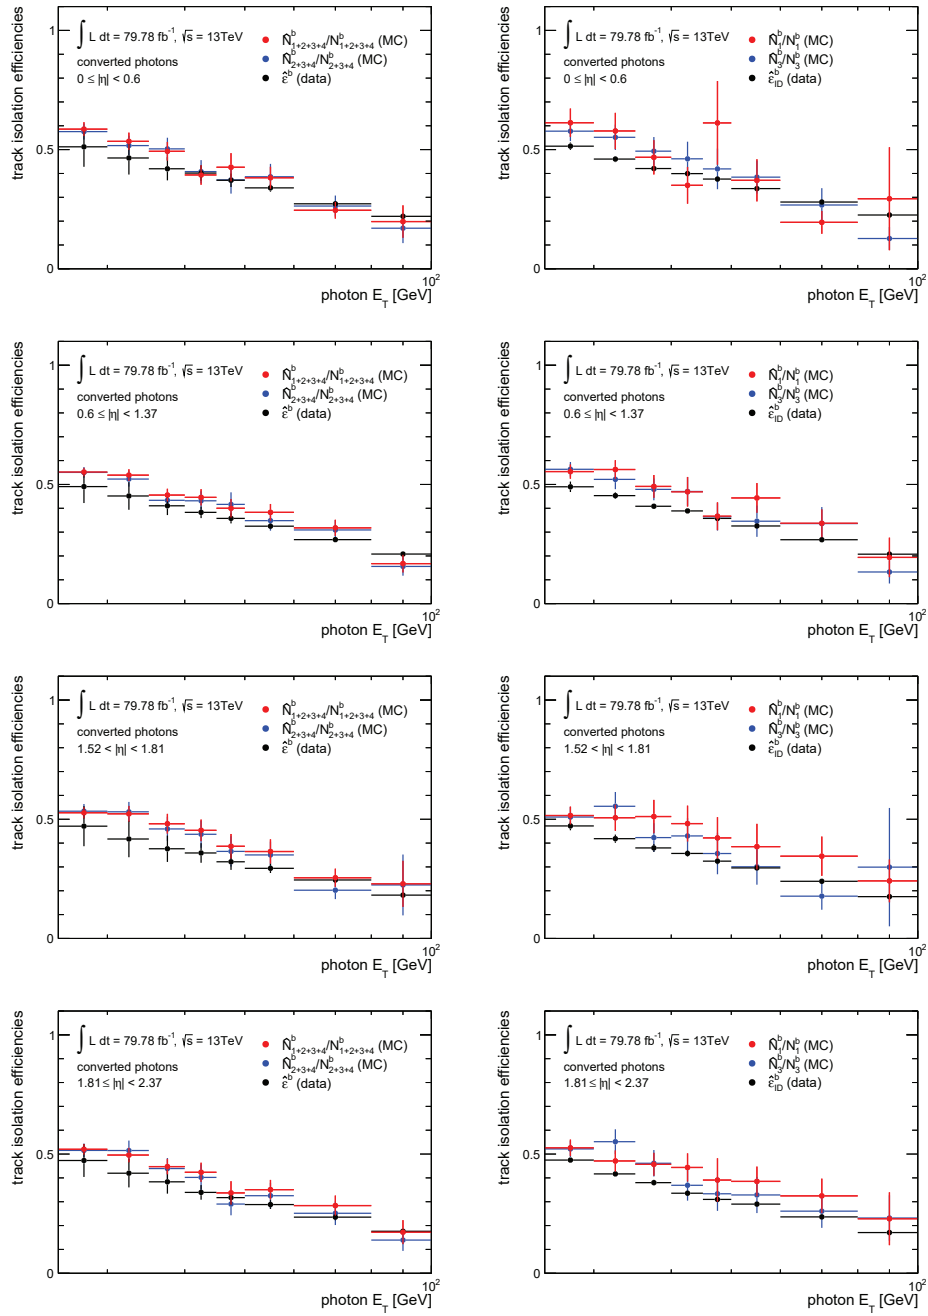 track isolation efficiencies
1
0.5
0
∫ L dt = 79.78 fb⁻¹, √s = 13TeV
converted photons
0 ≤ |η| < 0.6
N̂ᵇ₁₊₂₊₃₊₄/Nᵇ₁₊₂₊₃₊₄ (MC)
N̂ᵇ₂₊₃₊₄/Nᵇ₂₊₃₊₄ (MC)
ε̂ᵇ (data)
10²
photon E_T [GeV]
track isolation efficiencies
1
0.5
0
∫ L dt = 79.78 fb⁻¹, √s = 13TeV
converted photons
0 ≤ |η| < 0.6
N̂ᵇ₁/Nᵇ₁ (MC)
N̂ᵇ₃/Nᵇ₃ (MC)
ε̂ᵇ_ID (data)
10²
photon E_T [GeV]
track isolation efficiencies
1
0.5
0
∫ L dt = 79.78 fb⁻¹, √s = 13TeV
converted photons
0.6 ≤ |η| < 1.37
N̂ᵇ₁₊₂₊₃₊₄/Nᵇ₁₊₂₊₃₊₄ (MC)
N̂ᵇ₂₊₃₊₄/Nᵇ₂₊₃₊₄ (MC)
ε̂ᵇ (data)
10²
photon E_T [GeV]
track isolation efficiencies
1
0.5
0
∫ L dt = 79.78 fb⁻¹, √s = 13TeV
converted photons
0.6 ≤ |η| < 1.37
N̂ᵇ₁/Nᵇ₁ (MC)
N̂ᵇ₃/Nᵇ₃ (MC)
ε̂ᵇ_ID (data)
10²
photon E_T [GeV]
track isolation efficiencies
1
0.5
0
∫ L dt = 79.78 fb⁻¹, √s = 13TeV
converted photons
1.52 < |η| < 1.81
N̂ᵇ₁₊₂₊₃₊₄/Nᵇ₁₊₂₊₃₊₄ (MC)
N̂ᵇ₂₊₃₊₄/Nᵇ₂₊₃₊₄ (MC)
ε̂ᵇ (data)
10²
photon E_T [GeV]
track isolation efficiencies
1
0.5
0
∫ L dt = 79.78 fb⁻¹, √s = 13TeV
converted photons
1.52 < |η| < 1.81
N̂ᵇ₁/Nᵇ₁ (MC)
N̂ᵇ₃/Nᵇ₃ (MC)
ε̂ᵇ_ID (data)
10²
photon E_T [GeV]
track isolation efficiencies
1
0.5
0
∫ L dt = 79.78 fb⁻¹, √s = 13TeV
converted photons
1.81 ≤ |η| < 2.37
N̂ᵇ₁₊₂₊₃₊₄/Nᵇ₁₊₂₊₃₊₄ (MC)
N̂ᵇ₂₊₃₊₄/Nᵇ₂₊₃₊₄ (MC)
ε̂ᵇ (data)
10²
photon E_T [GeV]
track isolation efficiencies
1
0.5
0
∫ L dt = 79.78 fb⁻¹, √s = 13TeV
converted photons
1.81 ≤ |η| < 2.37
N̂ᵇ₁/Nᵇ₁ (MC)
N̂ᵇ₃/Nᵇ₃ (MC)
ε̂ᵇ_ID (data)
10²
photon E_T [GeV]